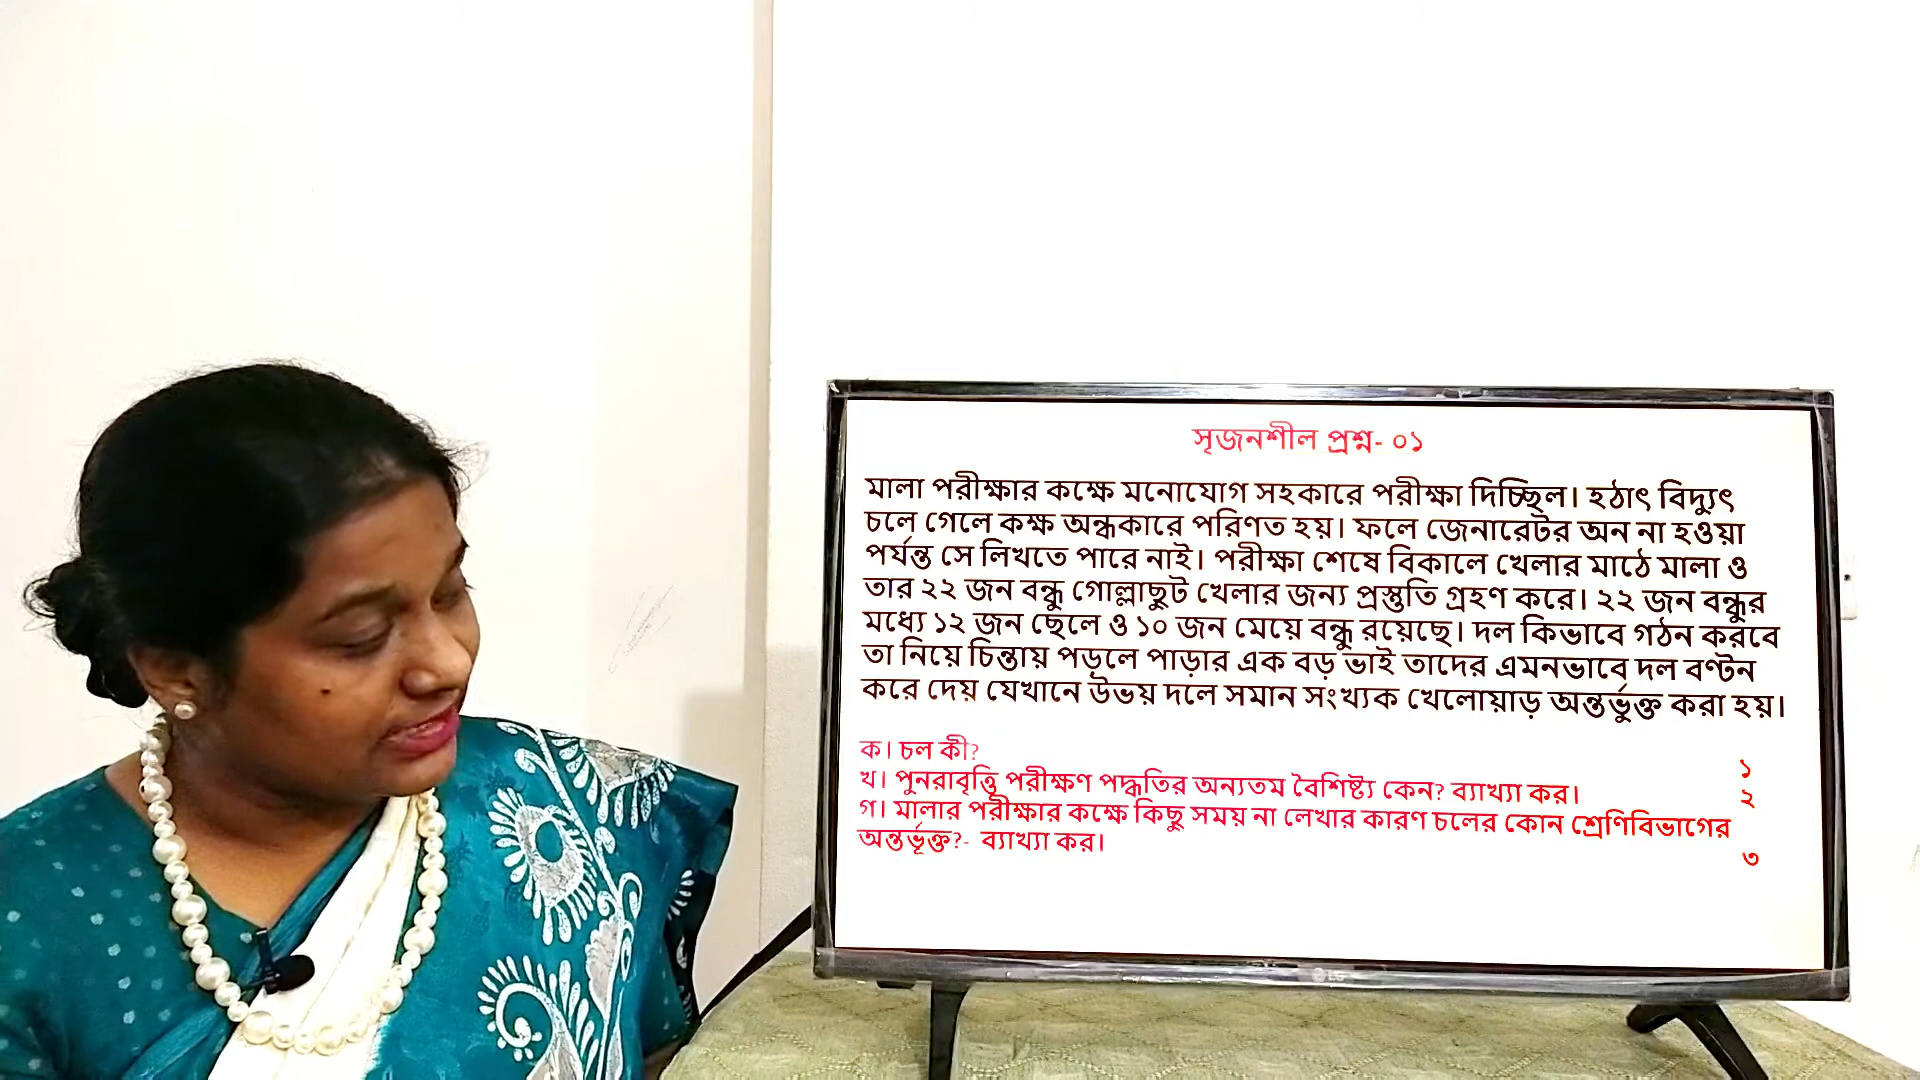 সৃজনশীল প্রশ্ন- ০১
মালা পরীক্ষার কক্ষে মনোযোগ সহকারে পরীক্ষা দিচ্ছিল। হঠাৎ বিদ্যুৎ
চলে গেলে কক্ষ অন্ধকারে পরিণত হয়। ফলে জেনারেটর অন না হওয়া
পর্যন্ত সে লিখতে পারে নাই। পরীক্ষা শেষে বিকালে খেলার মাঠে মালা ও
তার ২২ জন বন্ধু গোল্লাছুট খেলার জন্য প্রস্তুতি গ্রহণ করে। ২২ জন বন্ধুর
মধ্যে ১২ জন ছেলে ও ১০ জন মেয়ে বন্ধু রয়েছে। দল কিভাবে গঠন করবে
তা নিয়ে চিন্তায় পড়লে পাড়ার এক বড় ভাই তাদের এমনভাবে দল বণ্টন
করে দেয় যেখানে উভয় দলে সমান সংখ্যক খেলোয়াড় অন্তর্ভুক্ত করা হয়।
ক। চল কী? ১
খ। পুনরাবৃত্তি পরীক্ষণ পদ্ধতির অন্যতম বৈশিষ্ট্য কেন? ব্যাখ্যা কর। ২
গ। মালার পরীক্ষার কক্ষে কিছু সময় না লেখার কারণ চলের কোন শ্রেণিবিভাগের
অন্তর্ভূক্ত?- ব্যাখ্যা কর। ৩
LG